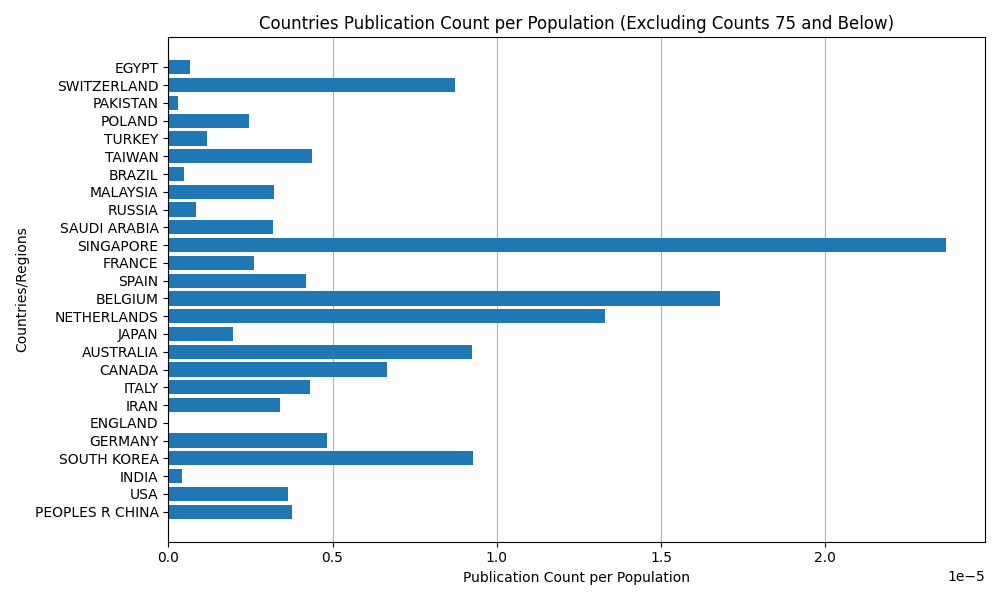 Countries Publication Count per Population (Excluding Counts 75 and Below)
Countries/Regions
EGYPT
SWITZERLAND
PAKISTAN
POLAND
TURKEY
TAIWAN
BRAZIL
MALAYSIA
RUSSIA
SAUDI ARABIA
SINGAPORE
FRANCE
SPAIN
BELGIUM
NETHERLANDS
JAPAN
AUSTRALIA
CANADA
ITALY
IRAN
ENGLAND
GERMANY
SOUTH KOREA
INDIA
USA
PEOPLES R CHINA
0.0 0.5 1.0 1.5 2.0
1e−5
Publication Count per Population